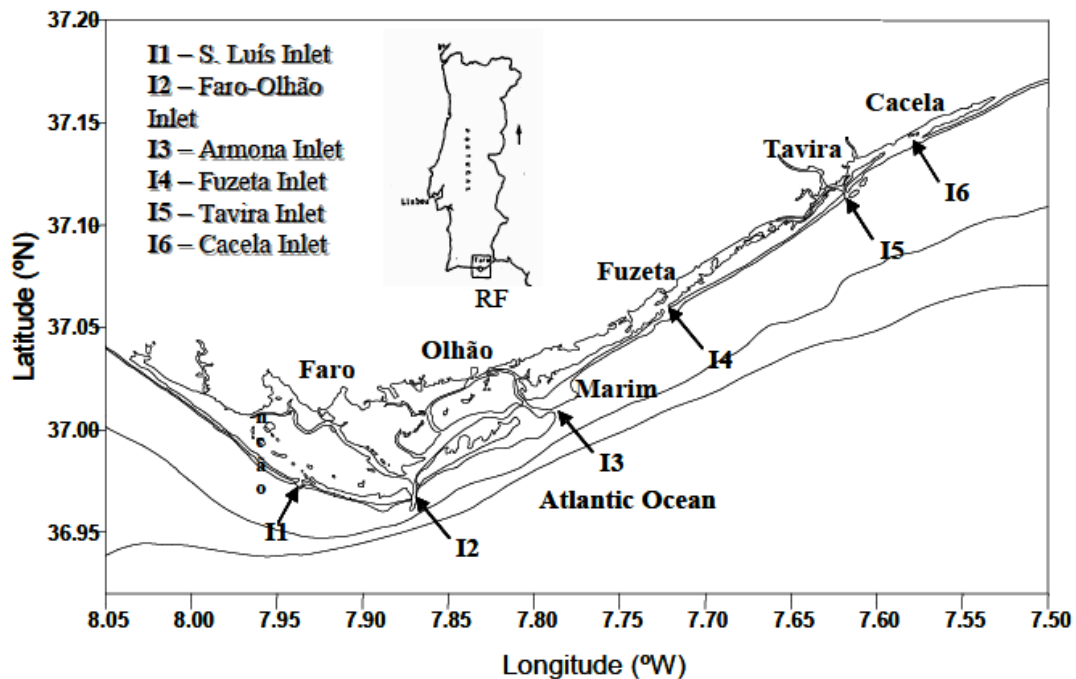 37.20
37.15
37.10
37.05
37.00
36.95
Latitude (ºN)
I1 – S. Luís Inlet
I2 – Faro-Olhão
Inlet
I3 – Armona Inlet
I4 – Fuzeta Inlet
I5 – Tavira Inlet
I6 – Cacela Inlet
Lisboa
Faro
RF
Cacela
Tavira
I6
I5
Fuzeta
I4
Olhão
Faro
Marim
I3
Atlantic Ocean
I1
I2
8.05 8.00 7.95 7.90 7.85 7.80 7.75 7.70 7.65 7.60 7.55 7.50
Longitude (ºW)